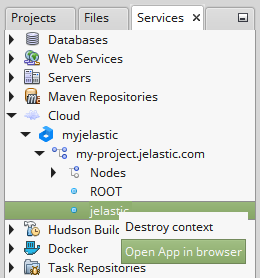 Projects Files Services
Databases
Web Services
Servers
Maven Repositories
Cloud
myjelastic
my-project.jelastic.com
Nodes
ROOT
jelastic
Destroy context
Hudson Build
Open App in browser
Docker
Task Repositories